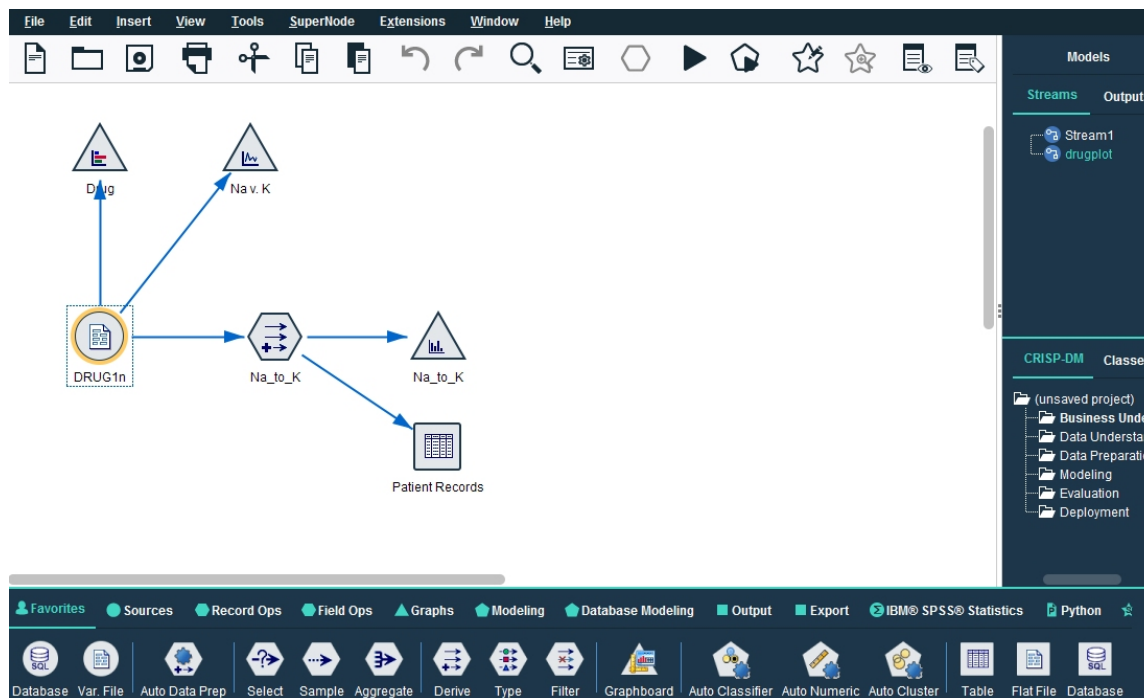 File Edit Insert View Tools SuperNode Extensions Window Help
Models
Streams Output
Stream1
drugplot
Drug Na v. K
DRUG1n Na_to_K Na_to_K
Patient Records
CRISP-DM Classe
(unsaved project)
Business Unde
Data Understa
Data Preparati
Modeling
Evaluation
Deployment
Favorites Sources Record Ops Field Ops Graphs Modeling Database Modeling Output Export IBM® SPSS® Statistics Python
SQL SQL
Database Var. File Auto Data Prep Select Sample Aggregate Derive Type Filter Graphboard Auto Classifier Auto Numeric Auto Cluster Table Flat File Database